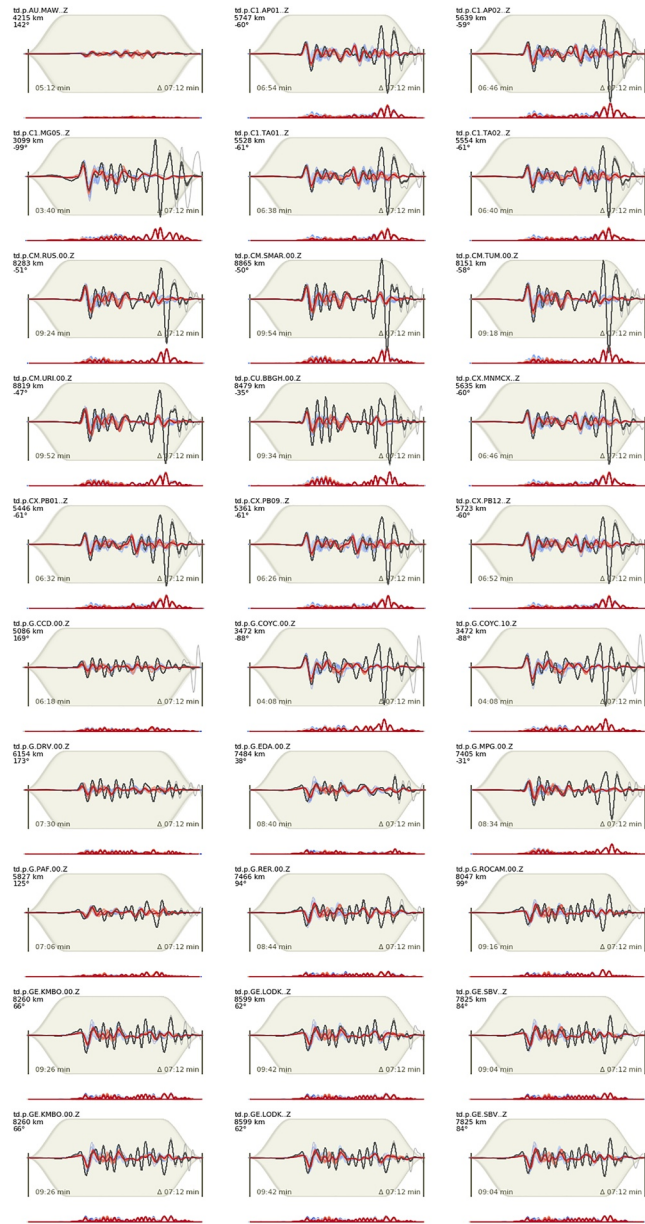 td.p.AU.MAW..Z
4215 km
142°
05:12 min
Δ 07:12 min
td.p.C1.AP01..Z
5747 km
-60°
06:54 min
Δ 07:12 min
td.p.C1.AP02..Z
5639 km
-59°
06:46 min
Δ 07:12 min
td.p.C1.MG05..Z
3099 km
-99°
03:40 min
Δ 07:12 min
td.p.C1.TA01..Z
5528 km
-61°
06:38 min
Δ 07:12 min
td.p.C1.TA02..Z
5554 km
-61°
06:40 min
Δ 07:12 min
td.p.CM.RUS.00.Z
8283 km
-51°
09:24 min
Δ 07:12 min
td.p.CM.SMAR.00.Z
8865 km
-50°
09:54 min
Δ 07:12 min
td.p.CM.TUM.00.Z
8151 km
-58°
09:18 min
Δ 07:12 min
td.p.CM.URI.00.Z
8819 km
-47°
09:52 min
Δ 07:12 min
td.p.CU.BBGH.00.Z
8479 km
-35°
09:34 min
Δ 07:12 min
td.p.CX.MNMCX..Z
5635 km
-60°
06:46 min
Δ 07:12 min
td.p.CX.PB01..Z
5446 km
-61°
06:32 min
Δ 07:12 min
td.p.CX.PB09..Z
5361 km
-61°
06:26 min
Δ 07:12 min
td.p.CX.PB12..Z
5723 km
-60°
06:52 min
Δ 07:12 min
td.p.G.CCD.00.Z
5086 km
169°
06:18 min
Δ 07:12 min
td.p.G.COYC.00.Z
3472 km
-88°
04:08 min
Δ 07:12 min
td.p.G.COYC.10.Z
3472 km
-88°
04:08 min
Δ 07:12 min
td.p.G.DRV.00.Z
6154 km
173°
07:30 min
Δ 07:12 min
td.p.G.EDA.00.Z
7484 km
38°
08:40 min
Δ 07:12 min
td.p.G.MPG.00.Z
7405 km
-31°
08:34 min
Δ 07:12 min
td.p.G.PAF.00.Z
5827 km
125°
07:06 min
Δ 07:12 min
td.p.G.RER.00.Z
7466 km
94°
08:44 min
Δ 07:12 min
td.p.G.ROCAM.00.Z
8047 km
99°
09:16 min
Δ 07:12 min
td.p.GE.KMBO.00.Z
8260 km
66°
09:26 min
Δ 07:12 min
td.p.GE.LODK..Z
8599 km
62°
09:42 min
Δ 07:12 min
td.p.GE.SBV..Z
7825 km
84°
09:04 min
Δ 07:12 min
td.p.GE.KMBO.00.Z
8260 km
66°
09:26 min
Δ 07:12 min
td.p.GE.LODK..Z
8599 km
62°
09:42 min
Δ 07:12 min
td.p.GE.SBV..Z
7825 km
84°
09:04 min
Δ 07:12 min